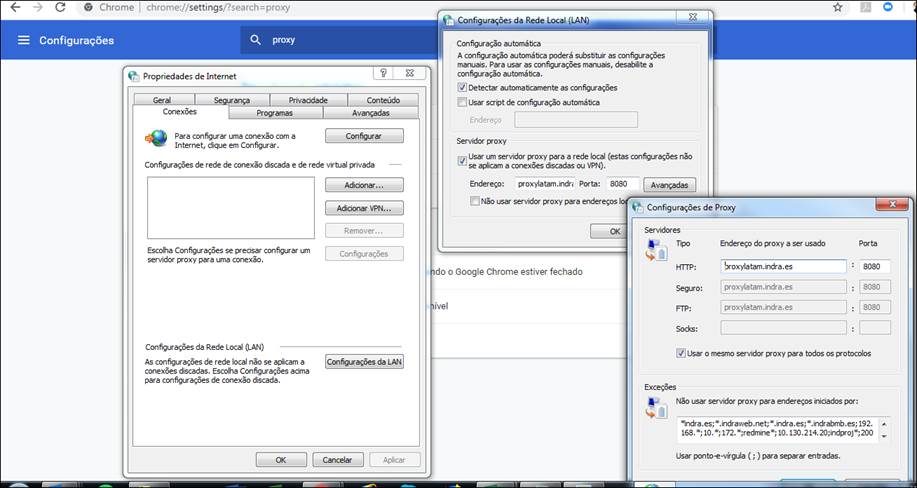 Chrome | chrome://settings/?search=proxy
Configurações
proxy
Propriedades de Internet
Geral Segurança Privacidade Conteúdo
Conexões Programas Avançadas
Para configurar uma conexão com a
Internet, clique em Configurar.
Configurar
Configurações de rede de conexão discada e de rede virtual privada
Adicionar...
Adicionar VPN...
Remover...
Escolha Configurações se precisar configurar um
servidor proxy para uma conexão.
Configurações
Configurações da Rede Local (LAN)
As configurações de rede local não se aplicam a
conexões discadas. Escolha Configurações acima
para configurações de conexão discada.
Configurações da LAN
OK Cancelar Aplicar
Configurações da Rede Local (LAN)
Configuração automática
A configuração automática poderá substituir as configurações
manuais. Para usar as configurações manuais, desabilite a
configuração automática.
Detectar automaticamente as configurações
Usar script de configuração automática
Endereço
Servidor proxy
Usar um servidor proxy para a rede local (estas configurações não
se aplicam a conexões discadas ou VPN).
Endereço: proxylatam.indra Porta: 8080 Avançadas
Não usar servidor proxy para endereços loc
OK
ndo o Google Chrome estiver fechado
nível
Configurações de Proxy
Servidores
Tipo Endereço do proxy a ser usado Porta
HTTP: proxylatam.indra.es : 8080
Seguro: proxylatam.indra.es : 8080
FTP: proxylatam.indra.es : 8080
Socks: :
Usar o mesmo servidor proxy para todos os protocolos
Exceções
Não usar servidor proxy para endereços iniciados por:
*indra.es;*.indraweb.net;*.indra.es;*.indrabmb.es;192.
168.*;10.*;172.*;redmine*;10.130.214.20;indproj*;200
Usar ponto-e-vírgula ( ; ) para separar entradas.